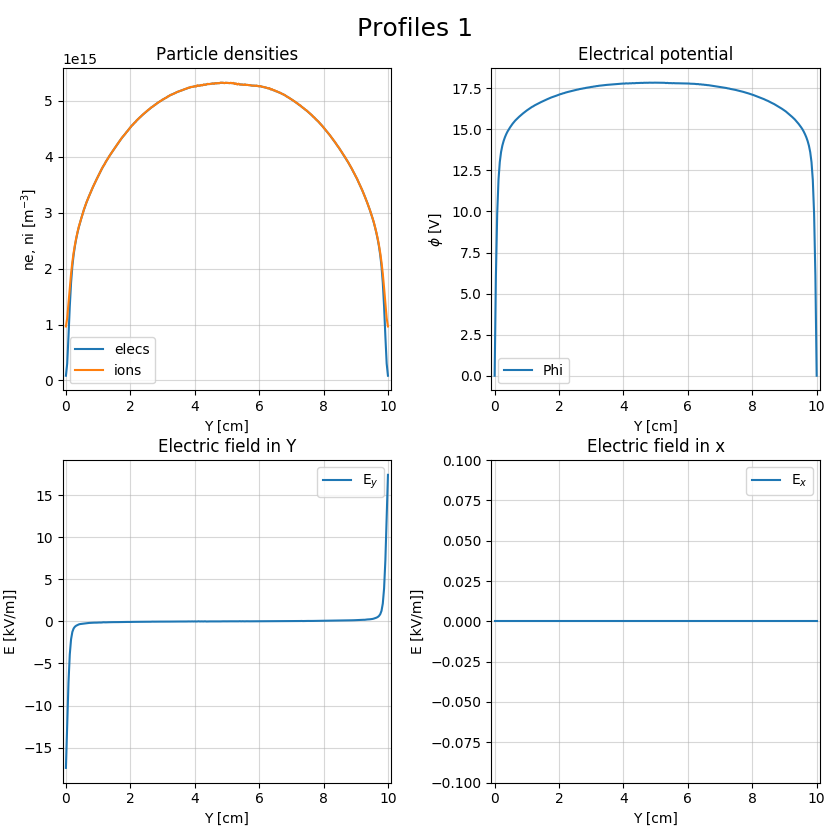 Profiles 1
Particle densities
1e15
ne, ni [m⁻³]
5
4
3
2
1
0
elecs
ions
0 2 4 6 8 10
Y [cm]
Electrical potential
ϕ [V]
17.5
15.0
12.5
10.0
7.5
5.0
2.5
0.0
Phi
0 2 4 6 8 10
Y [cm]
Electric field in Y
E [kV/m]]
15
10
5
0
−5
−10
−15
E_y
0 2 4 6 8 10
Y [cm]
Electric field in x
E [kV/m]]
0.100
0.075
0.050
0.025
0.000
−0.025
−0.050
−0.075
−0.100
E_x
0 2 4 6 8 10
Y [cm]